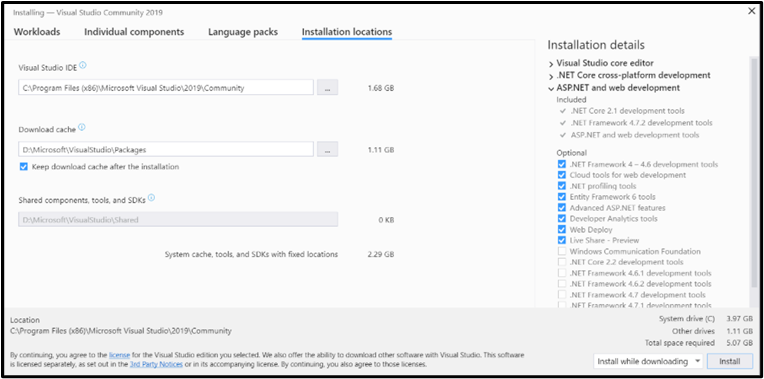 Installing — Visual Studio Community 2019
Workloads Individual components Language packs Installation locations
Visual Studio IDE
C:\Program Files (x86)\Microsoft Visual Studio\2019\Community ... 1.68 GB
Download cache
D:\Microsoft\VisualStudio\Packages ... 1.11 GB
Keep download cache after the installation
Shared components, tools, and SDKs
D:\Microsoft\VisualStudio\Shared 0 KB
System cache, tools, and SDKs with fixed locations 2.29 GB
Installation details
Visual Studio core editor
.NET Core cross-platform development
ASP.NET and web development
Included
.NET Core 2.1 development tools
.NET Framework 4.7.2 development tools
ASP.NET and web development tools
Optional
.NET Framework 4 – 4.6 development tools
Cloud tools for web development
.NET profiling tools
Entity Framework 6 tools
Advanced ASP.NET features
Developer Analytics tools
Web Deploy
Live Share - Preview
Windows Communication Foundation
.NET Core 2.2 development tools
.NET Framework 4.6.1 development tools
.NET Framework 4.6.2 development tools
.NET Framework 4.7 development tools
.NET Framework 4.7.1 development tools
Location
C:\Program Files (x86)\Microsoft Visual Studio\2019\Community
System drive (C) 3.97 GB
Other drives 1.11 GB
Total space required 5.07 GB
By continuing, you agree to the license for the Visual Studio edition you selected. We also offer the ability to download other software with Visual Studio. This software
is licensed separately, as set out in the 3rd Party Notices or in its accompanying license. By continuing, you also agree to those licenses.
Install while downloading Install